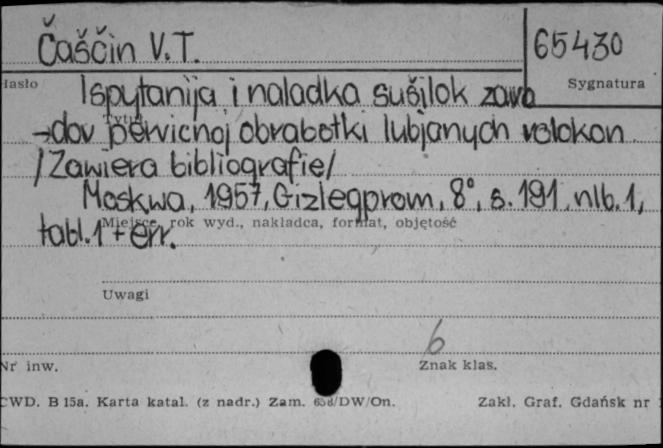 Čaščin V.T.
65430
Hasło
Sygnatura
Ispytanija i naladka sušilok zavo
Tytuł
-dov pervičnoj obrabotki lubjanych volokon
/Zawiera bibliografie/
Moskwa, 1957, Gizlegprom, 8°, s. 191, nlb. 1,
Miejsce, rok wyd., nakładca, format, objętość
tabl. 1 + err.
Uwagi
6
Nr inw.
Znak klas.
CWD. B 15a. Karta katal. (z nadr.) Zam. 658/DW/On.
Zakł. Graf. Gdańsk nr